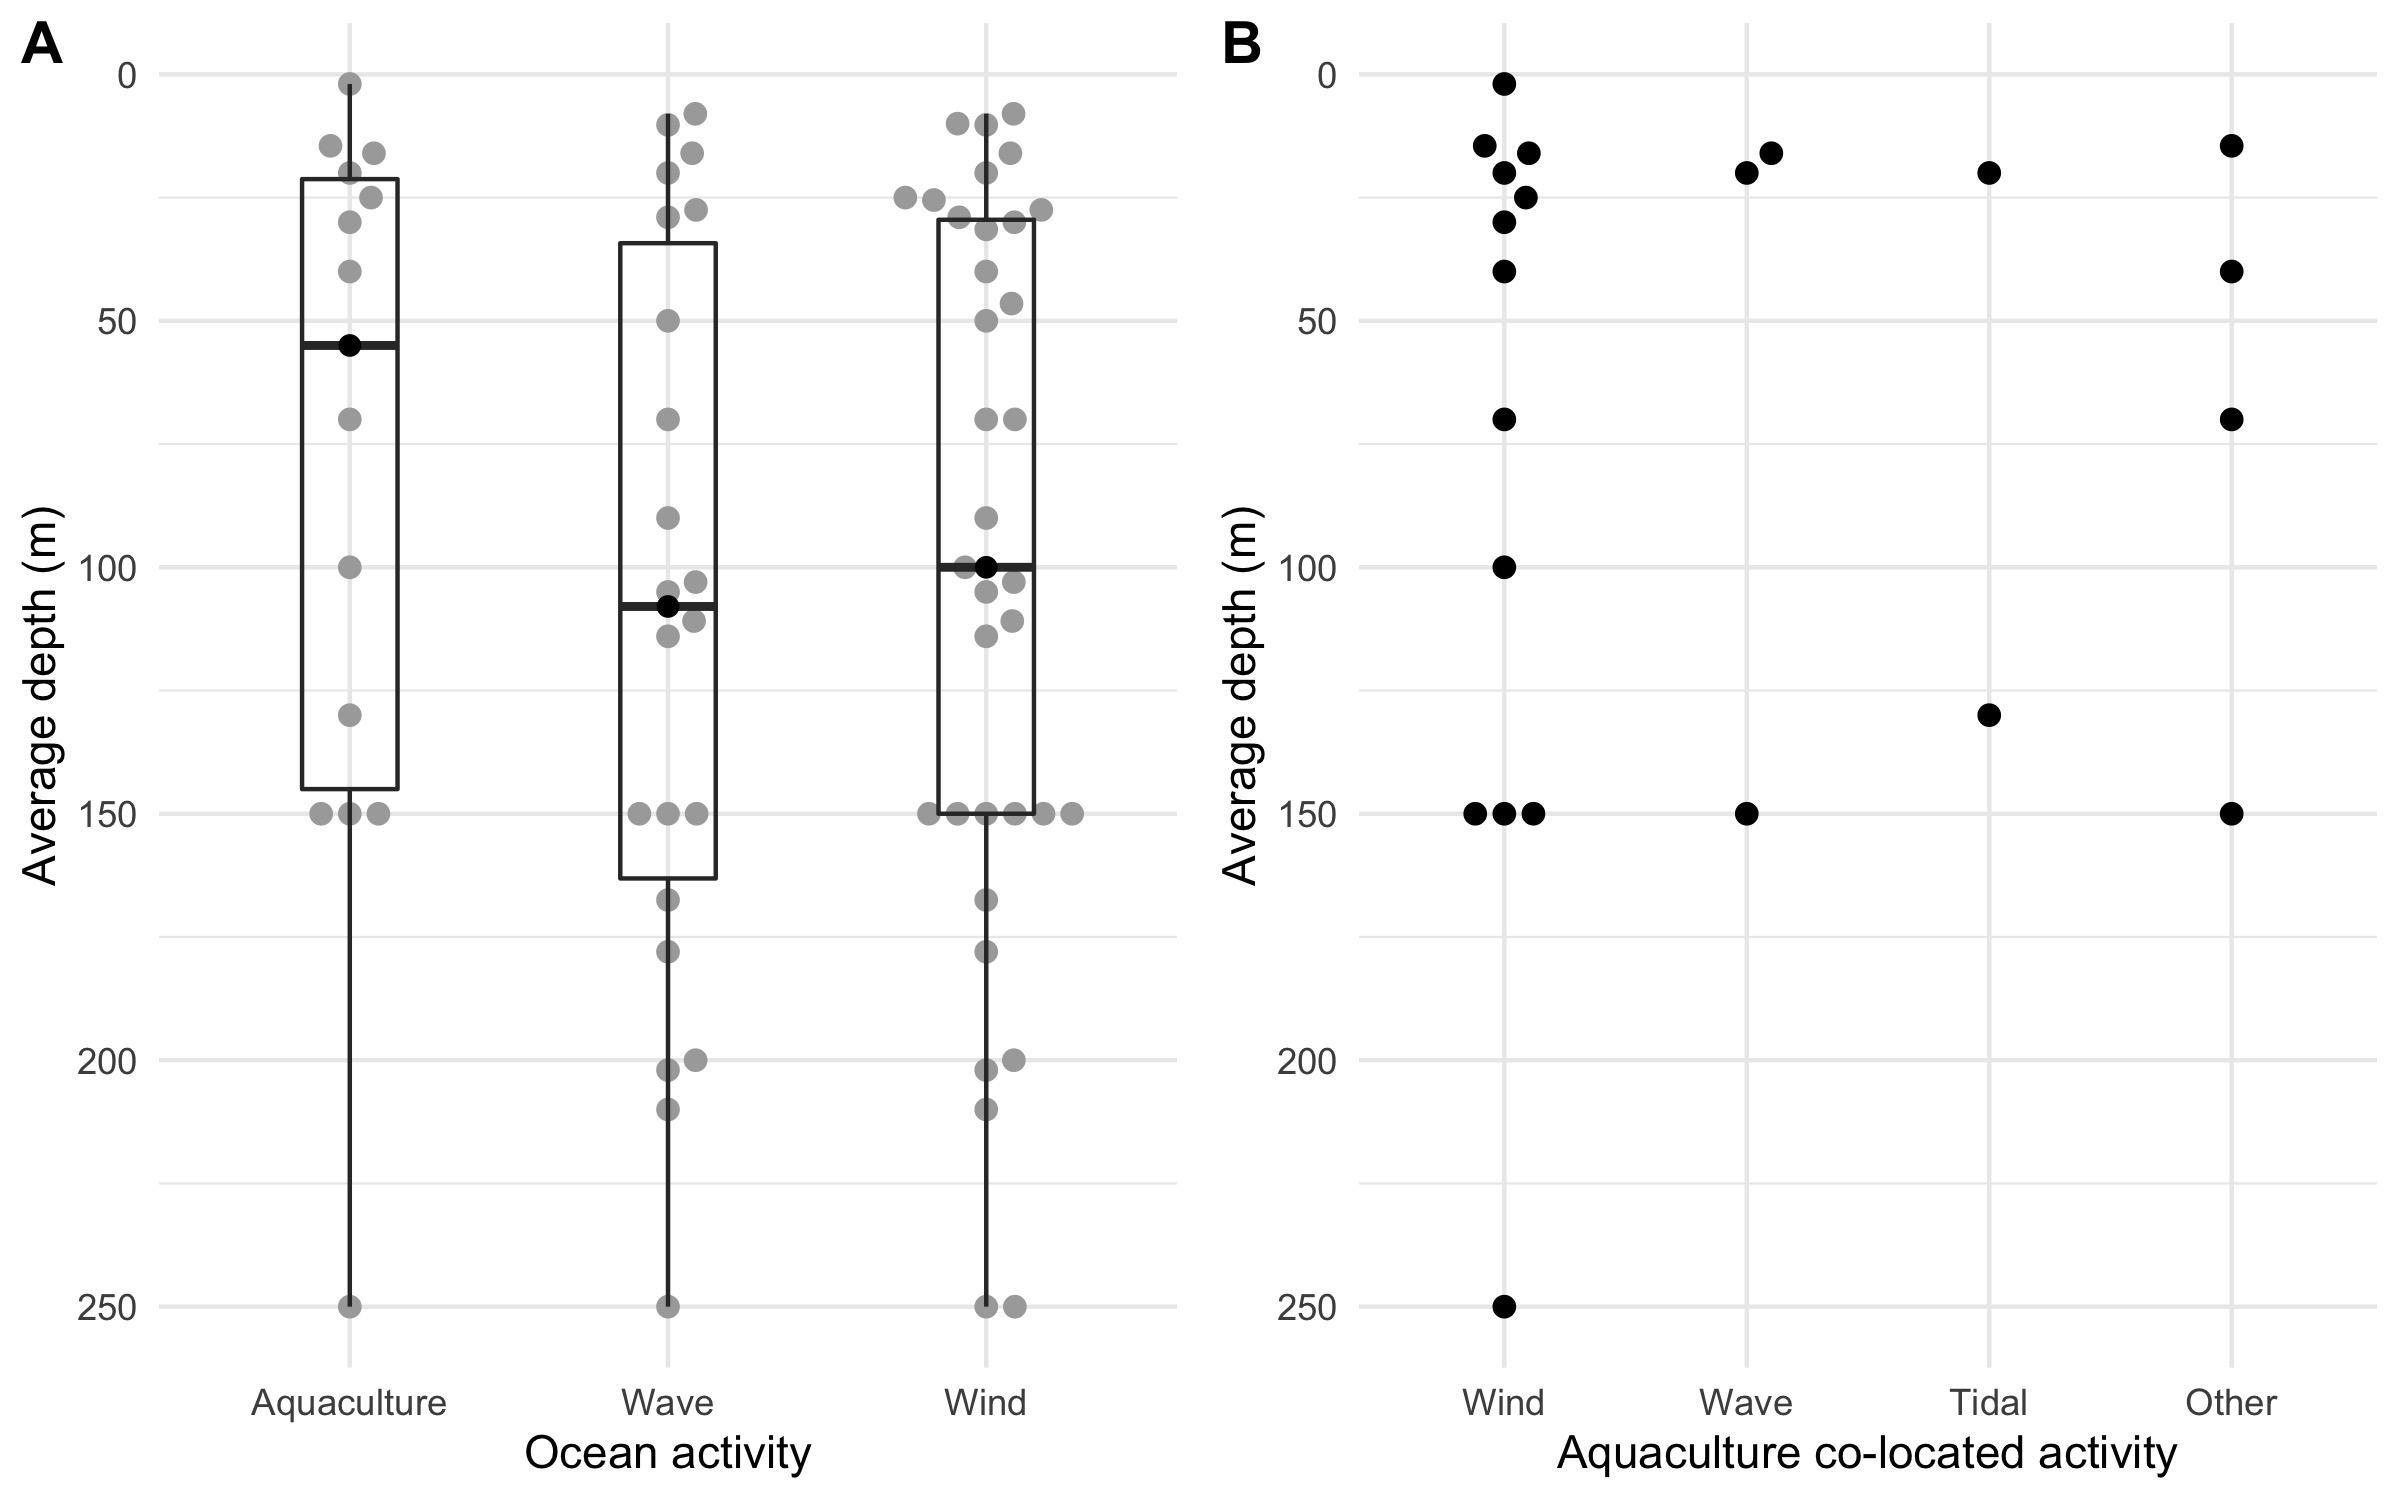 A
Average depth (m)
0
50
100
150
200
250
Aquaculture Wave Wind
Ocean activity
B
Average depth (m)
0
50
100
150
200
250
Wind Wave Tidal Other
Aquaculture co-located activity